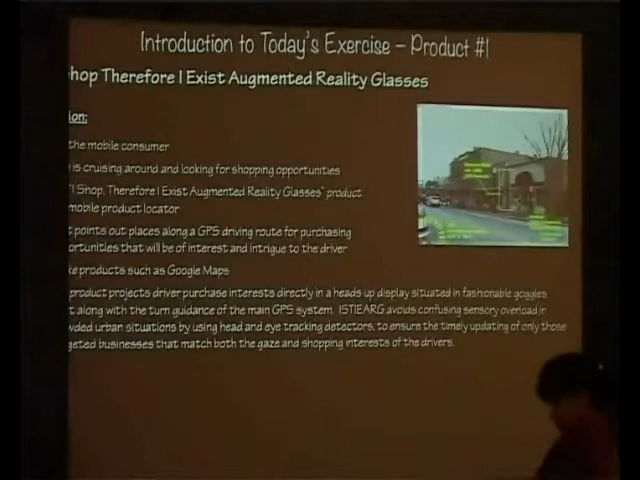 Introduction to Today's Exercise – Product #1
hop Therefore I Exist Augmented Reality Glasses
ion:
the mobile consumer
is cruising around and looking for shopping opportunities
"I Shop, Therefore I Exist Augmented Reality Glasses" product
mobile product locator
t points out places along a GPS driving route for purchasing
ortunities that will be of interest and intrigue to the driver
ke products such as Google Maps
product projects driver purchase interests directly in a heads up display situated in fashionable goggles
t along with the turn guidance of the main GPS system. ISTIEARG avoids confusing sensory overload in
wded urban situations by using head and eye tracking detectors, to ensure the timely updating of only those
geted businesses that match both the gaze and shopping interests of the drivers.